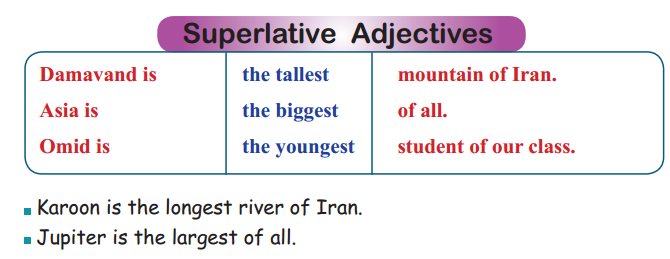 Superlative Adjectives
Damavand is the tallest mountain of Iran.
Asia is the biggest of all.
Omid is the youngest student of our class.
Karoon is the longest river of Iran.
Jupiter is the largest of all.